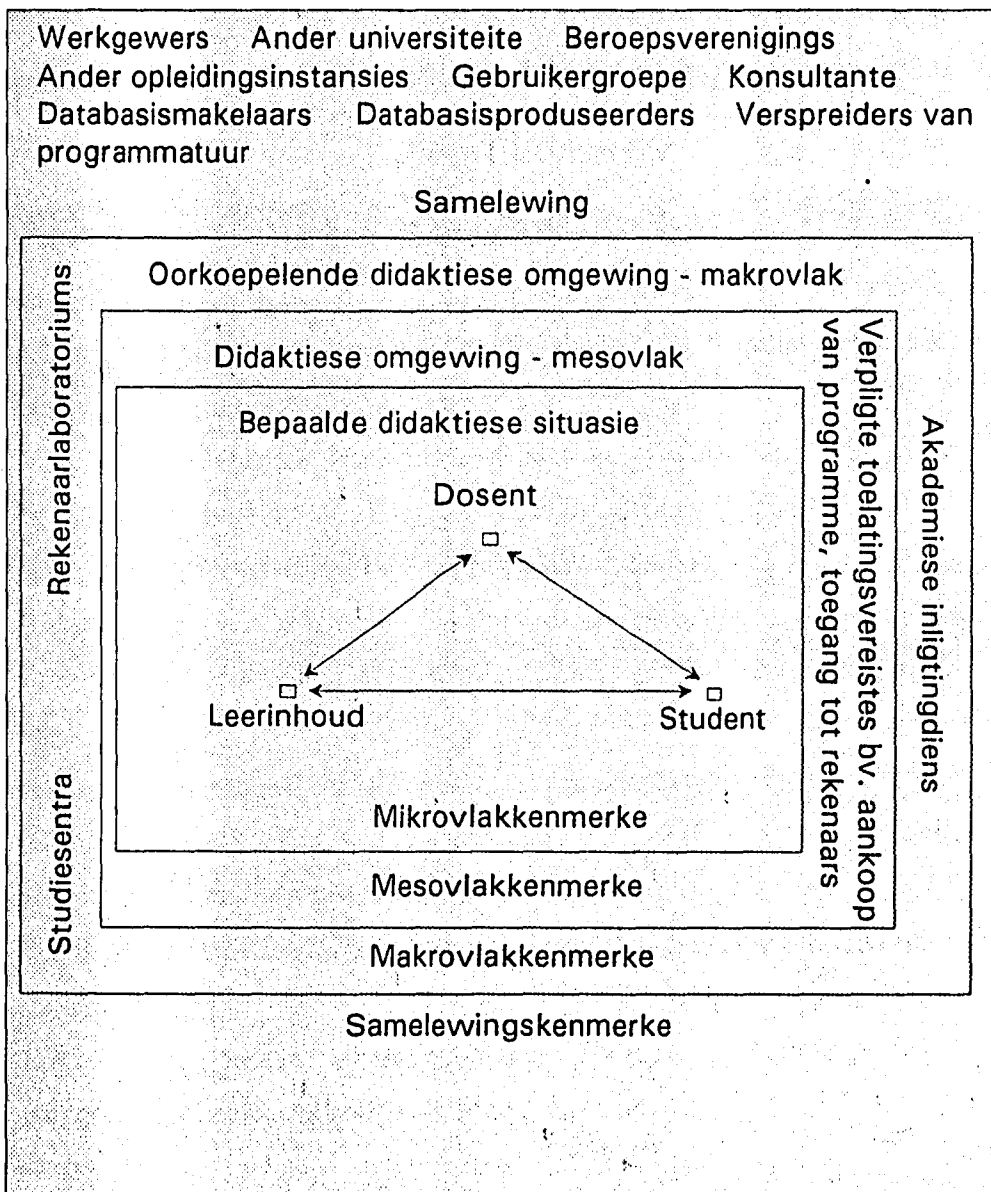 Werkgewers Ander universiteite Beroepsverenigings
Ander opleidingsinstansies Gebruikergroepe Konsultante
Databasismakelaars Databasisproduseerders Verspreiders van
programmatuur
Samelewing
Oorkoepelende didaktiese omgewing - makrovlak
Rekenaarlaboratoriums
Studiesentra
Didaktiese omgewing - mesovlak
Verpligte toelatingsvereistes bv. aankoop
van programme, toegang tot rekenaars
Akademiese inligtingdiens
Bepaalde didaktiese situasie
Dosent
Leerinhoud
Student
Mikrovlakkenmerke
Mesovlakkenmerke
Makrovlakkenmerke
Samelewingskenmerke